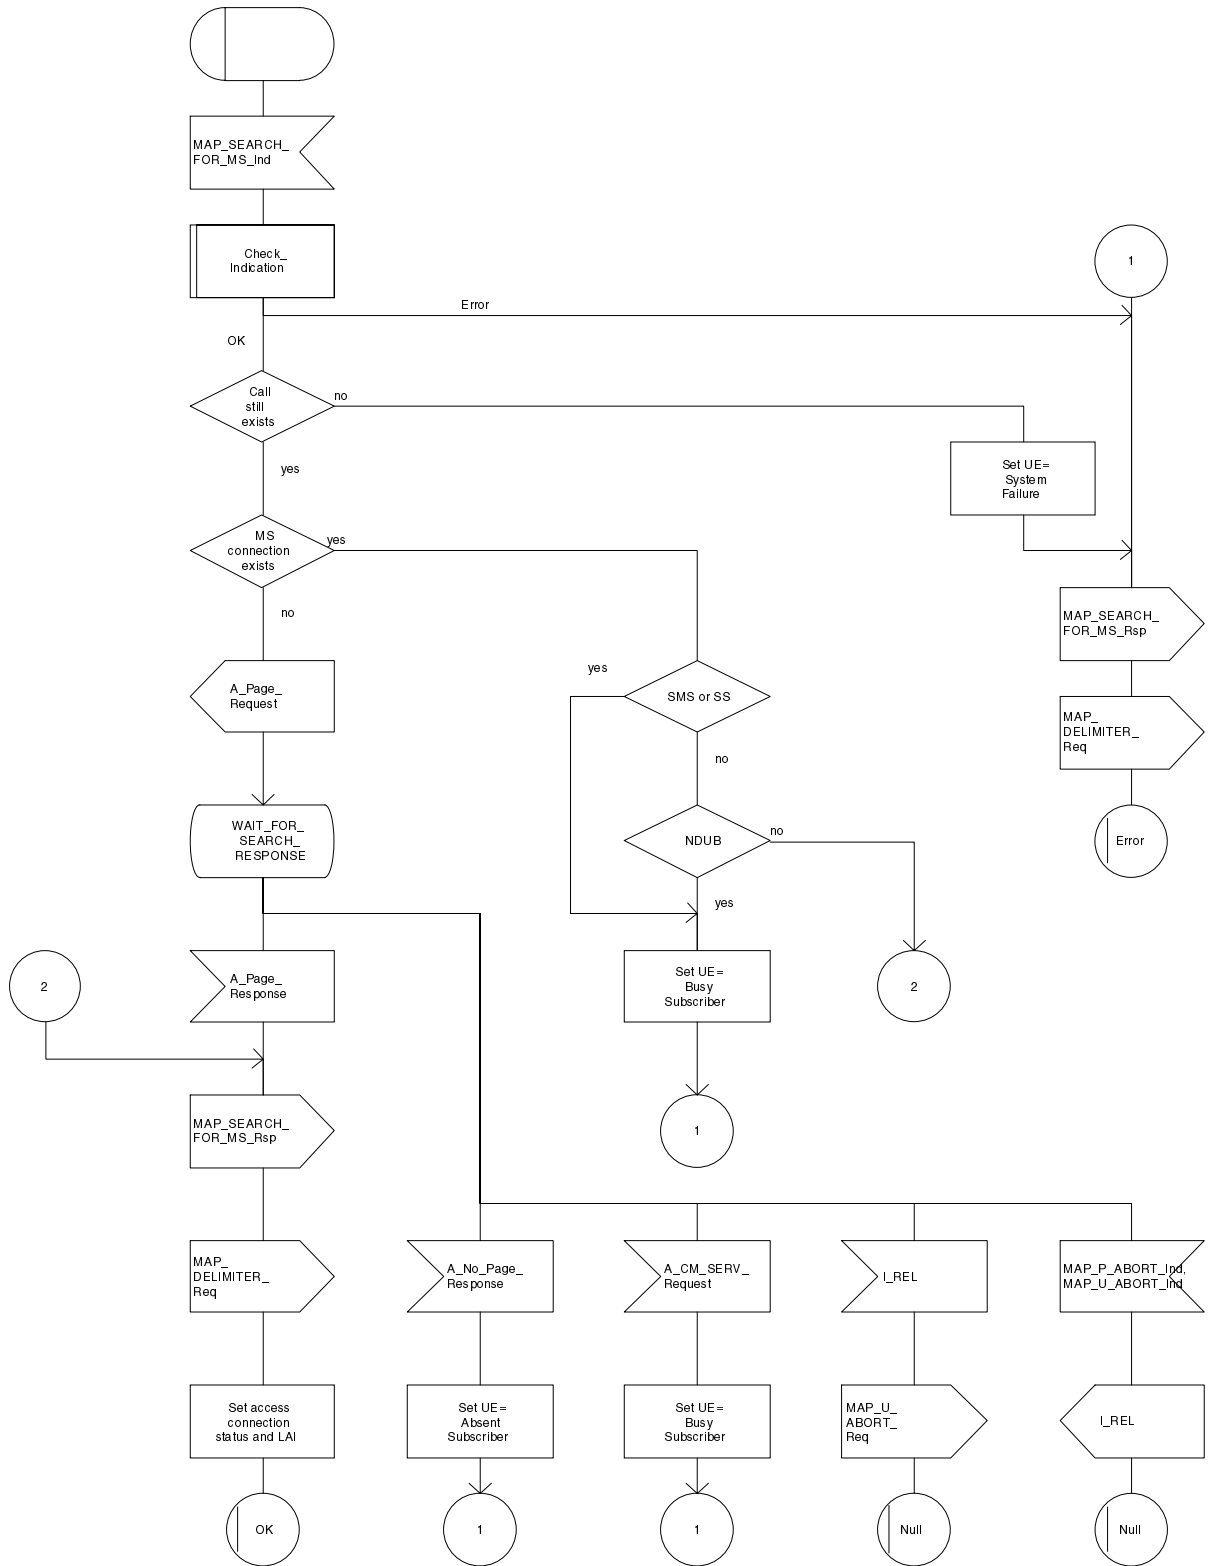 MAP_SEARCH_
FOR_MS_Ind
Check_
Indication
1
Error
OK
Call
still
exists
no
Set UE=
System
Failure
yes
MS
connection
exists
yes
no
MAP_SEARCH_
FOR_MS_Rsp
A_Page_
Request
yes
SMS or SS
MAP_
DELIMITER_
Req
no
WAIT_FOR_
SEARCH_
RESPONSE
NDUB
no
Error
yes
2
A_Page_
Response
Set UE=
Busy
Subscriber
2
MAP_SEARCH_
FOR_MS_Rsp
1
MAP_
DELIMITER_
Req
A_No_Page_
Response
A_CM_SERV_
Request
I_REL
MAP_P_ABORT_Ind,
MAP_U_ABORT_Ind
Set access
connection
status and LAI
Set UE=
Absent
Subscriber
Set UE=
Busy
Subscriber
MAP_U_
ABORT_
Req
I_REL
OK
1
1
Null
Null